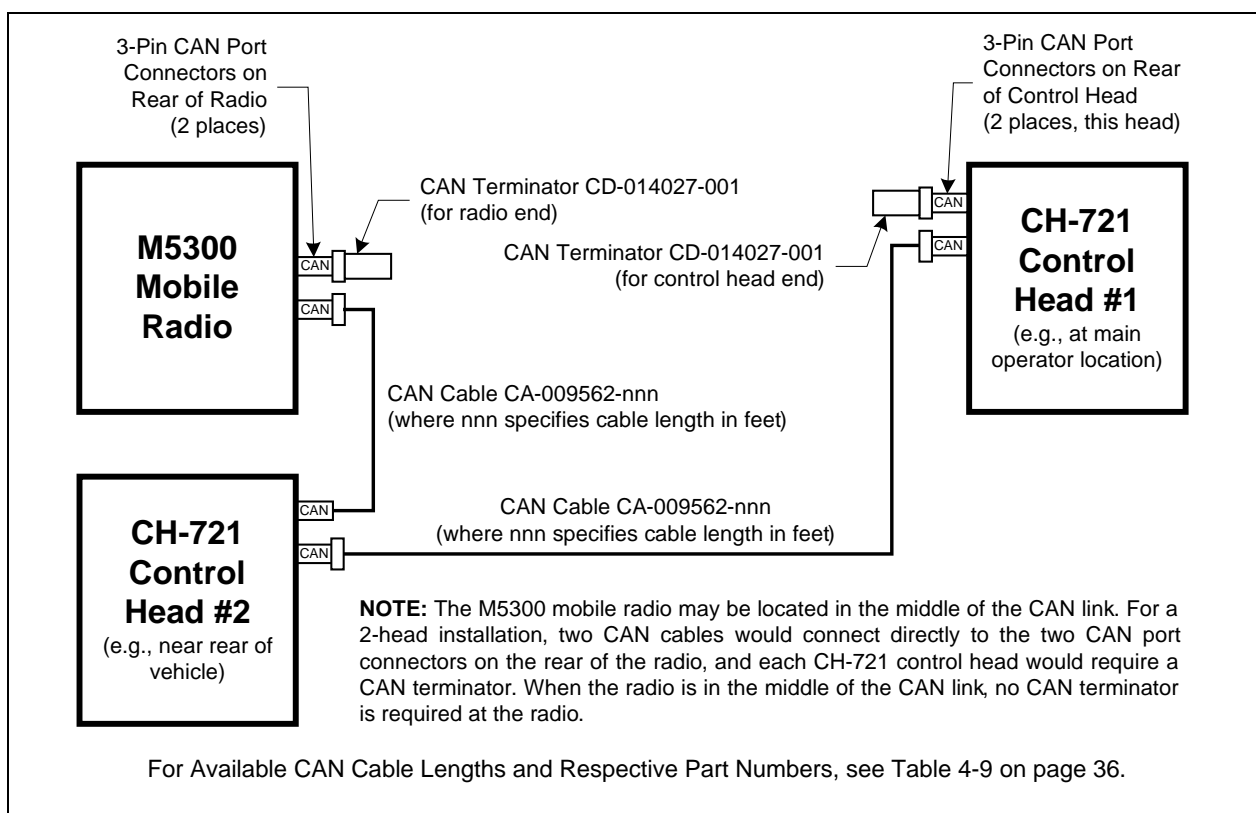 3-Pin CAN Port
Connectors on
Rear of Radio
(2 places)
3-Pin CAN Port
Connectors on Rear
of Control Head
(2 places, this head)
M5300
Mobile
Radio
CAN
CAN
CAN Terminator CD-014027-001
(for radio end)
CAN Terminator CD-014027-001
(for control head end)
CAN
CAN
CH-721
Control
Head #1
(e.g., at main
operator location)
CAN Cable CA-009562-nnn
(where nnn specifies cable length in feet)
CH-721
Control
Head #2
(e.g., near rear of
vehicle)
CAN
CAN
CAN Cable CA-009562-nnn
(where nnn specifies cable length in feet)
NOTE: The M5300 mobile radio may be located in the middle of the CAN link. For a
2-head installation, two CAN cables would connect directly to the two CAN port
connectors on the rear of the radio, and each CH-721 control head would require a
CAN terminator. When the radio is in the middle of the CAN link, no CAN terminator
is required at the radio.
For Available CAN Cable Lengths and Respective Part Numbers, see Table 4-9 on page 36.